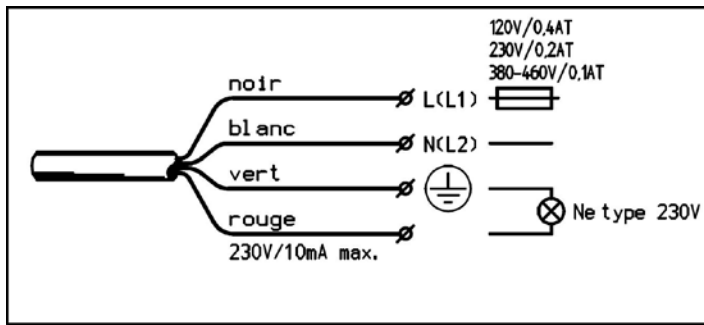 120V/0,4AT
230V/0,2AT
380-460V/0,1AT
noir
L(L1)
blanc
N(L2)
vert
rouge
Ne type 230V
230V/10mA max.